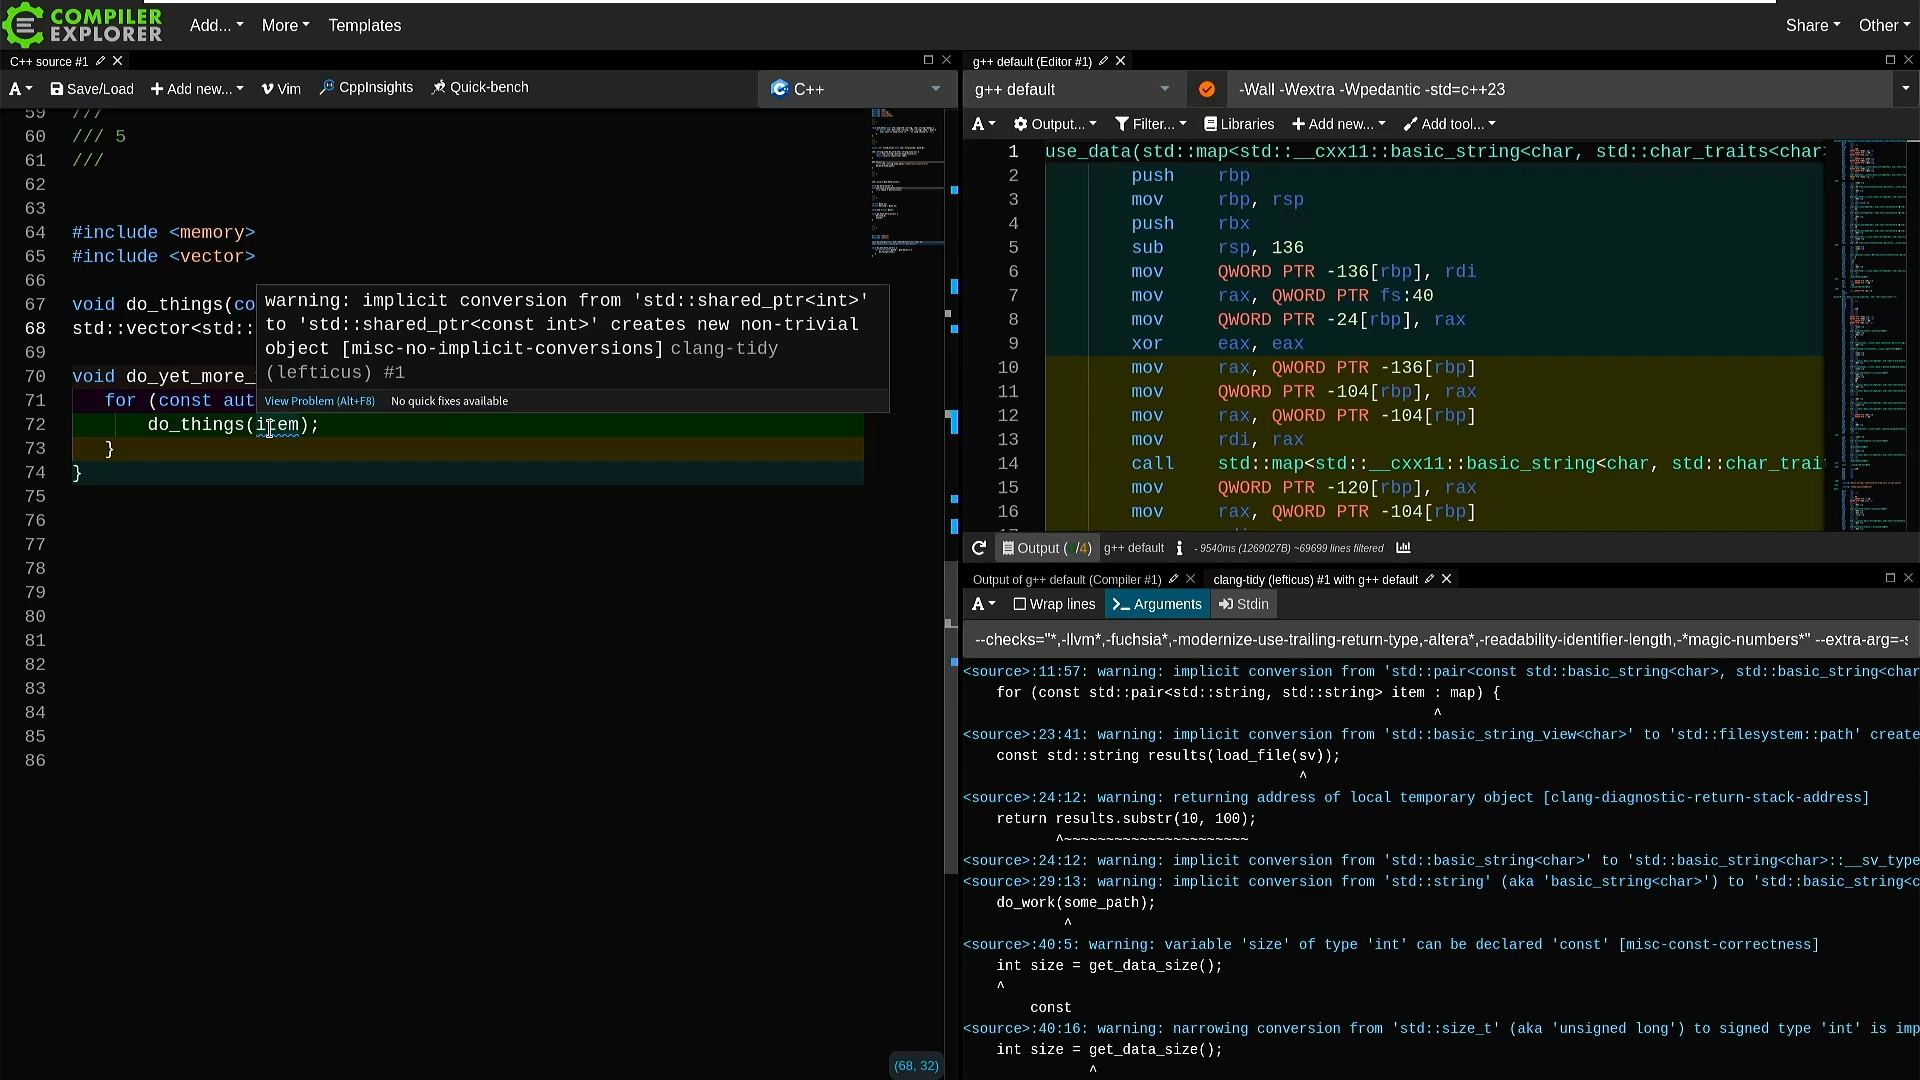 COMPILER
EXPLORER
Add...
More
Templates
Share
Other
C++ source #1
A
Save/Load
Add new...
Vim
CppInsights
Quick-bench
C++
59 ///
60 /// 5
61 ///
62
63
64 #include <memory>
65 #include <vector>
66
67 void do_things(co
68 std::vector<std::
69
70 void do_yet_more_
71 for (const aut
72 do_things(item);
73 }
74 }
75
76
77
78
79
80
81
82
83
84
85
86
warning: implicit conversion from 'std::shared_ptr<int>'
to 'std::shared_ptr<const int>' creates new non-trivial
object [misc-no-implicit-conversions] clang-tidy
(lefticus) #1
View Problem (Alt+F8) No quick fixes available
(68, 32)
g++ default (Editor #1)
g++ default
-Wall -Wextra -Wpedantic -std=c++23
A
Output...
Filter...
Libraries
Add new...
Add tool...
1 use_data(std::map<std::__cxx11::basic_string<char, std::char_traits<char>
2 push rbp
3 mov rbp, rsp
4 push rbx
5 sub rsp, 136
6 mov QWORD PTR -136[rbp], rdi
7 mov rax, QWORD PTR fs:40
8 mov QWORD PTR -24[rbp], rax
9 xor eax, eax
10 mov rax, QWORD PTR -136[rbp]
11 mov QWORD PTR -104[rbp], rax
12 mov rax, QWORD PTR -104[rbp]
13 mov rdi, rax
14 call std::map<std::__cxx11::basic_string<char, std::char_trai
15 mov QWORD PTR -120[rbp], rax
16 mov rax, QWORD PTR -104[rbp]
Output ( /4) g++ default - 9540ms (1269027B) ~69699 lines filtered
Output of g++ default (Compiler #1)
clang-tidy (lefticus) #1 with g++ default
A
Wrap lines
Arguments
Stdin
--checks="*,-llvm*,-fuchsia*,-modernize-use-trailing-return-type,-altera*,-readability-identifier-length,-*magic-numbers*" --extra-arg=-s
<source>:11:57: warning: implicit conversion from 'std::pair<const std::basic_string<char>, std::basic_string<char
for (const std::pair<std::string, std::string> item : map) {
^
<source>:23:41: warning: implicit conversion from 'std::basic_string_view<char>' to 'std::filesystem::path' create
const std::string results(load_file(sv));
^
<source>:24:12: warning: returning address of local temporary object [clang-diagnostic-return-stack-address]
return results.substr(10, 100);
^~~~~~~~~~~~~~~~~~~~~~~
<source>:24:12: warning: implicit conversion from 'std::basic_string<char>' to 'std::basic_string<char>::__sv_type
<source>:29:13: warning: implicit conversion from 'std::string' (aka 'basic_string<char>') to 'std::basic_string<c
do_work(some_path);
^
<source>:40:5: warning: variable 'size' of type 'int' can be declared 'const' [misc-const-correctness]
int size = get_data_size();
^
const
<source>:40:16: warning: narrowing conversion from 'std::size_t' (aka 'unsigned long') to signed type 'int' is imp
int size = get_data_size();
^